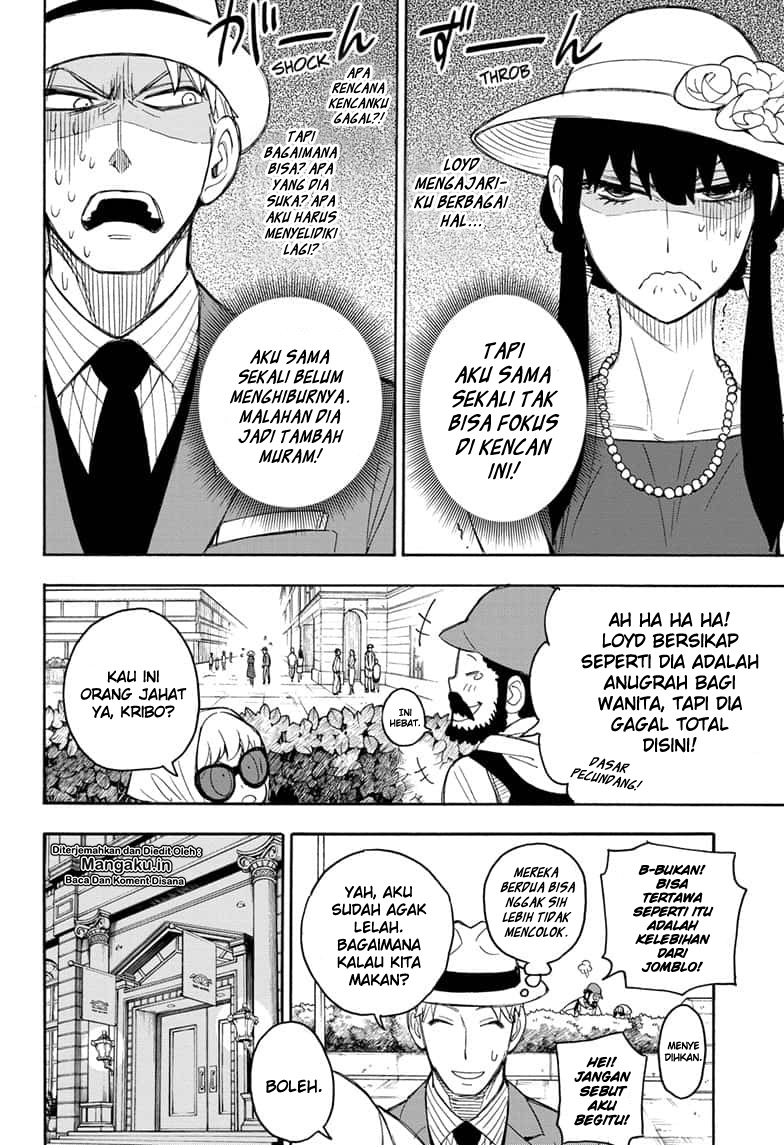 ずーん
THROB
LOYD
MENGAJARI-
KU BERBAGAI
HAL...
TAPI
AKU SAMA
SEKALI TAK
BISA FOKUS
DI KENCAN
INI!
がーん
SHOCK
APA
RENCANA
KENCANKU
GAGAL?!
TAPI
BAGAIMANA
BISA? APA
YANG DIA
SUKA? APA
AKU HARUS
MENYELIDIKI
LAGI?
AKU SAMA
SEKALI BELUM
MENGHIBURNYA.
MALAHAN DIA
JADI TAMBAH
MURAM!
AH HA HA HA!
LOYD BERSIKAP
SEPERTI DIA ADALAH
ANUGRAH BAGI
WANITA, TAPI DIA
GAGAL TOTAL
DISINI!
DASAR
PECUNDANG!
INI
HEBAT.
KAU INI
ORANG JAHAT
YA, KRIBO?
B-BUKAN!
BISA
TERTAWA
SEPERTI ITU
ADALAH
KELEBIHAN
DARI
JOMBLO!
MENYE
DIHKAN.
HEI!
JANGAN
SEBUT
AKU
BEGITU!
MEREKA
BERDUA BISA
NGGAK SIH
LEBIH TIDAK
MENCOLOK.
YAH, AKU
SUDAH AGAK
LELAH.
BAGAIMANA
KALAU KITA
MAKAN?
BOLEH.
Diterjemahkan dan Diedit Oleh:
Mangaku.in
Baca Dan Koment Disana